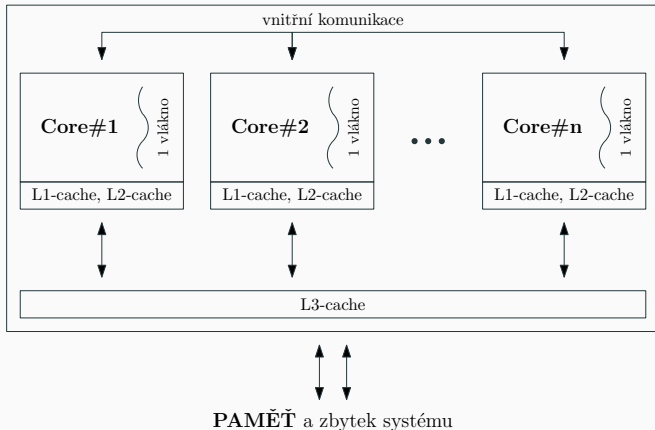 vnitřní komunikace
Core#1
1 vlákno
Core#2
1 vlákno
...
Core#n
1 vlákno
L1-cache, L2-cache
L1-cache, L2-cache
L1-cache, L2-cache
L3-cache
PAMĚŤ a zbytek systému